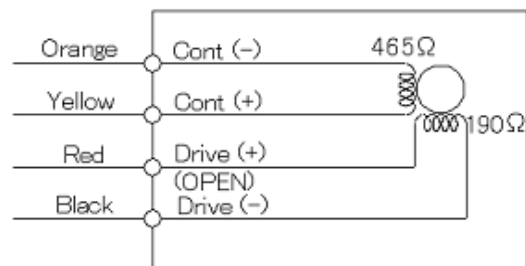 Orange Cont (-) 465Ω
Yellow Cont (+)
190Ω
Red Drive (+)
(OPEN)
Black Drive (-)